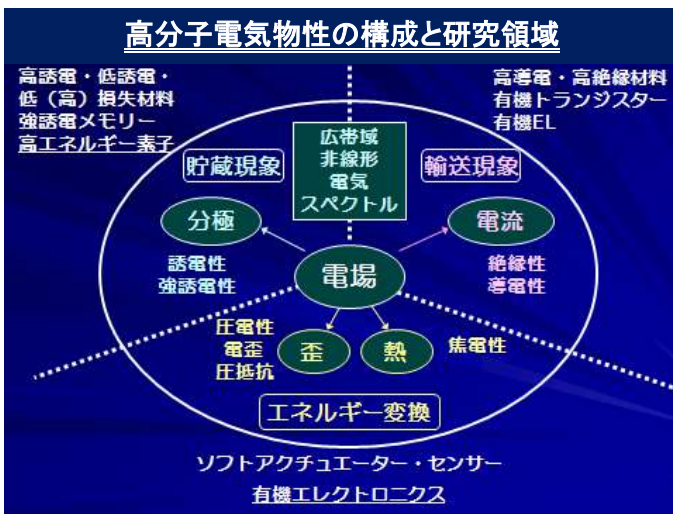 高分子電気物性の構成と研究領域
高誘電・低誘電・
低（高）損失材料
強誘電メモリー
高エネルギー素子
高導電・高絶縁材料
有機トランジスター
有機EL
広帯域
非線形
電気
スペクトル
貯蔵現象
輸送現象
分極
電流
誘電性
強誘電性
電場
絶縁性
導電性
圧電性
電歪
圧抵抗
歪
熱
焦電性
エネルギー変換
ソフトアクチュエーター・センサー
有機エレクトロニクス